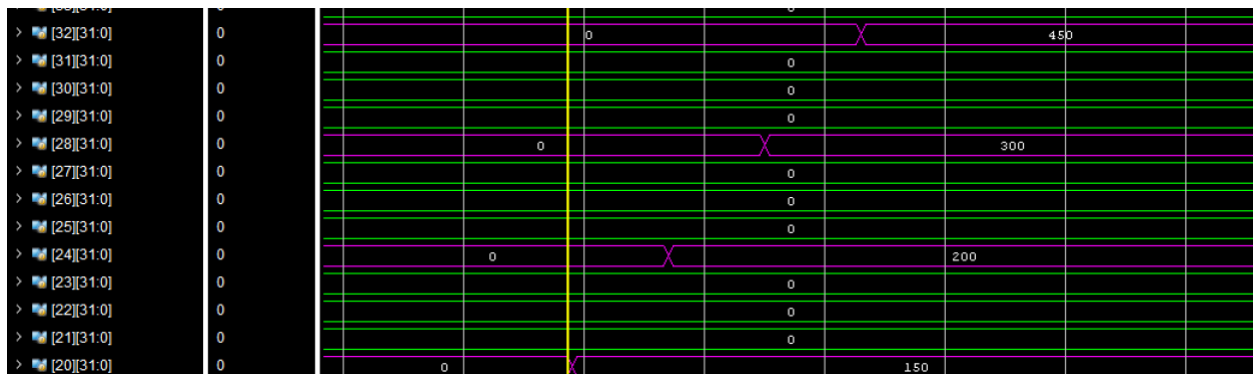 0 0
> [32][31:0] 0 0 450
> [31][31:0] 0 0
> [30][31:0] 0 0
> [29][31:0] 0 0
> [28][31:0] 0 0 300
> [27][31:0] 0 0
> [26][31:0] 0 0
> [25][31:0] 0 0
> [24][31:0] 0 0 200
> [23][31:0] 0 0
> [22][31:0] 0 0
> [21][31:0] 0 0
> [20][31:0] 0 0 150